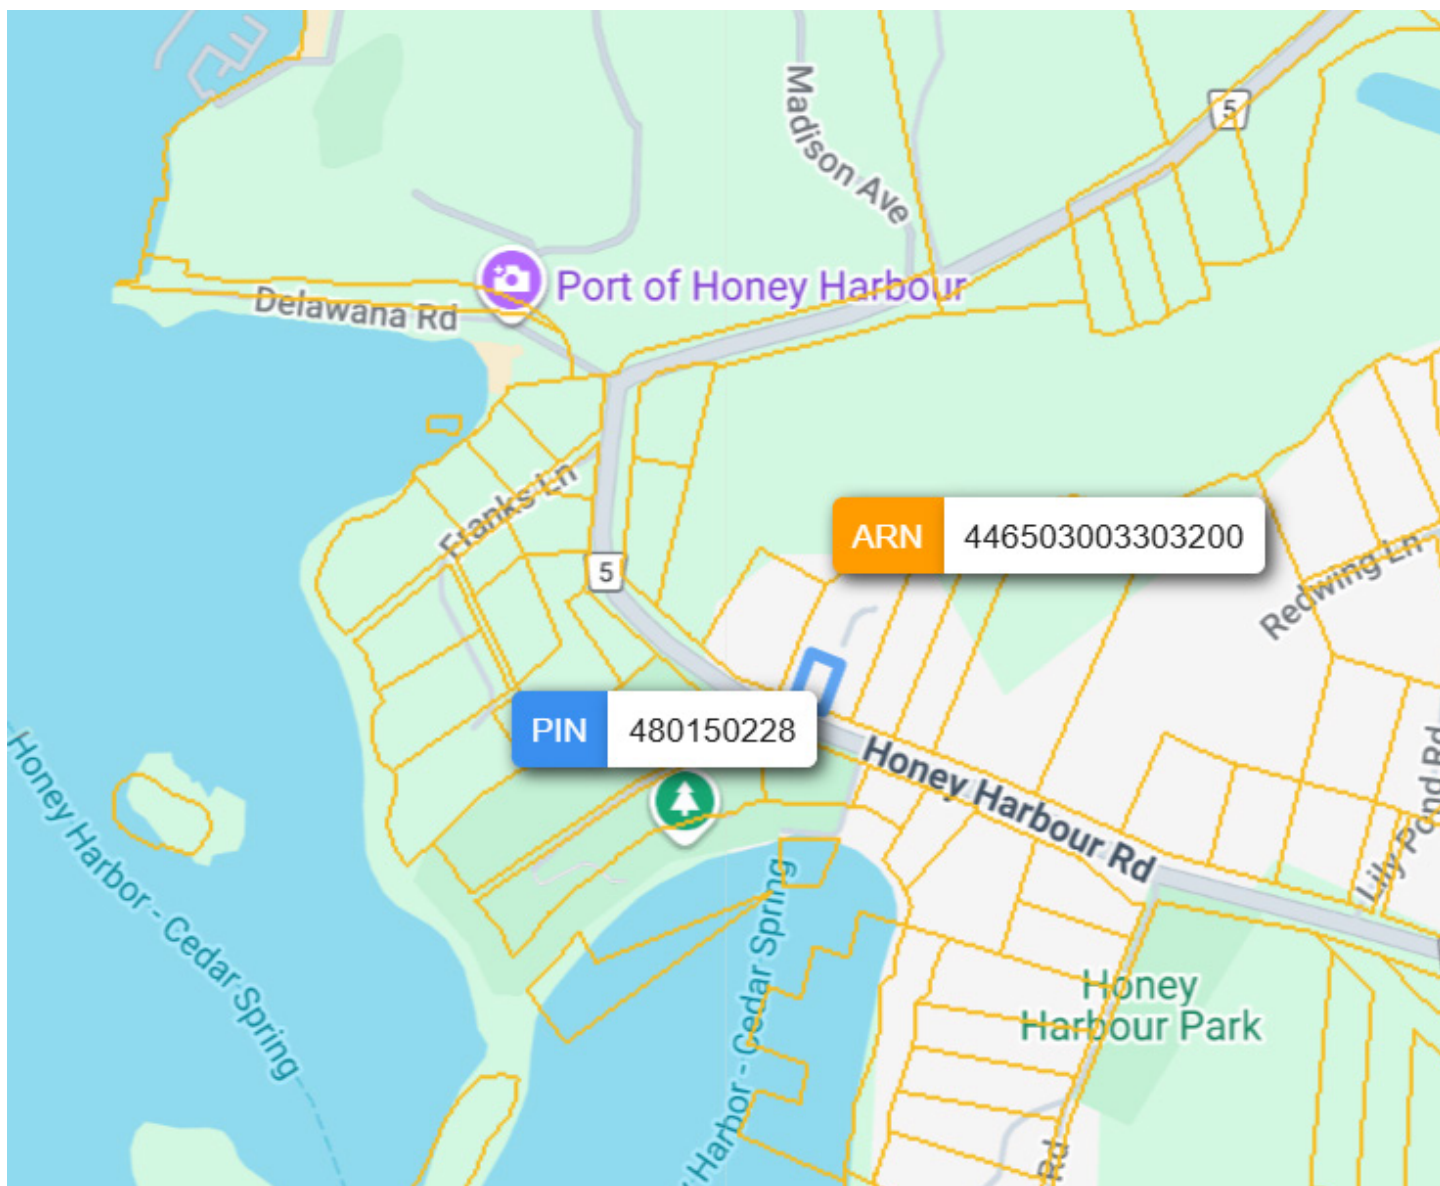 Madison Ave
5
Port of Honey Harbour
Delawana Rd
Franks Ln
ARN 446503003303200
5
Redwing Ln
PIN 480150228
Honey Harbour Rd
Lily Pond Rd
Honey Harbor - Cedar Spring
Harbor - Cedar Spring
Honey
Harbour Park
Rd